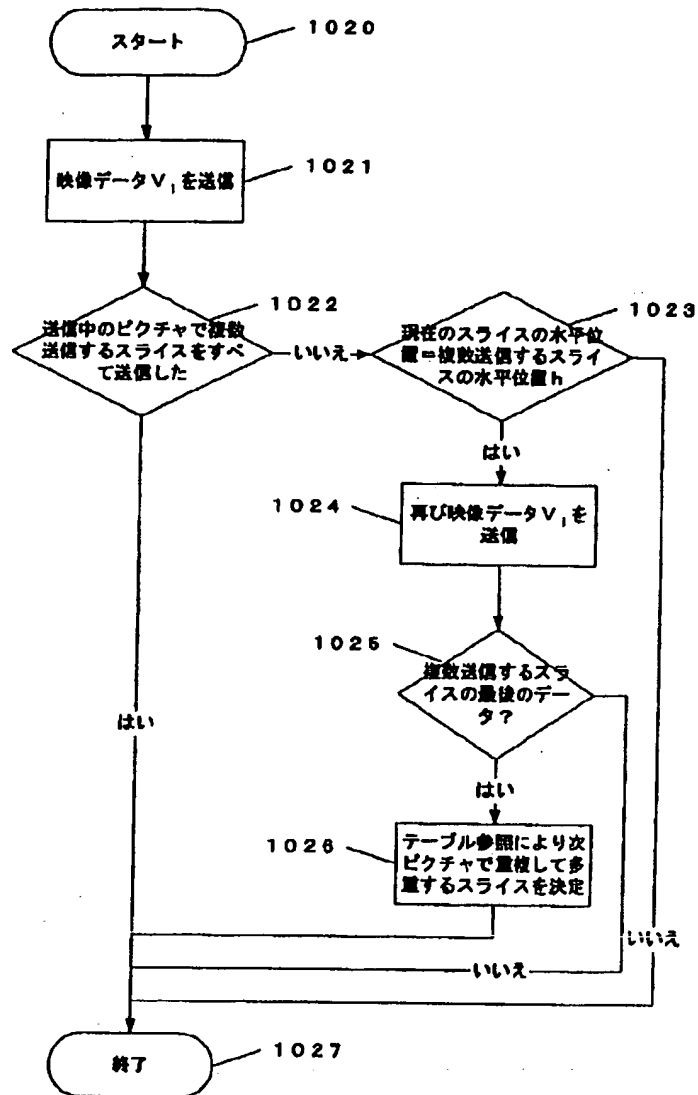 スタート
1020
映像データV_iを送信
1021
1022
送信中のピクチャで複数
送信するスライスをすべ
て送信した
いいえ
1023
現在のスライスの水平位
置=複数送信するスライ
スの水平位置h
はい
1024
再び映像データV_iを
送信
1025
複数送信するスラ
イスの最後のデー
タ?
はい
はい
1026
テーブル参照により次
ピクチャで重複して多
重するスライスを決定
いいえ
いいえ
終了
1027